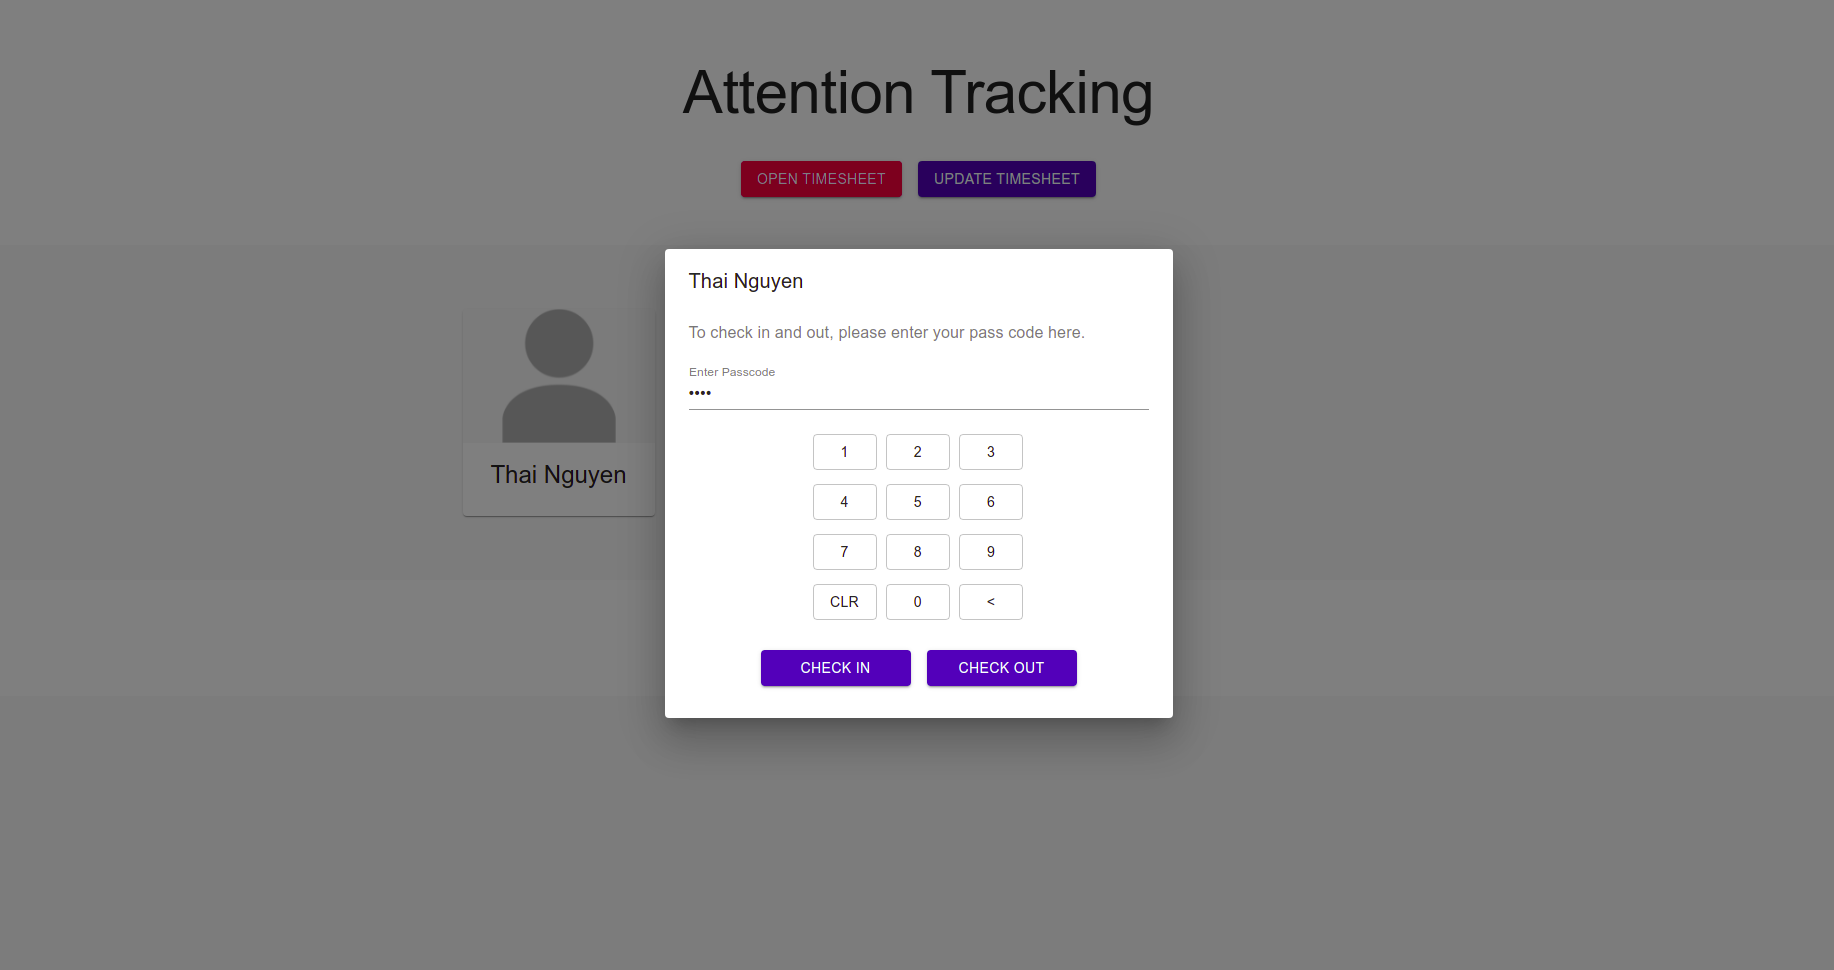 Attention Tracking
OPEN TIMESHEET
UPDATE TIMESHEET
Thai Nguyen
Thai Nguyen
To check in and out, please enter your pass code here.
Enter Passcode
••••
1 2 3
4 5 6
7 8 9
CLR 0 <
CHECK IN
CHECK OUT